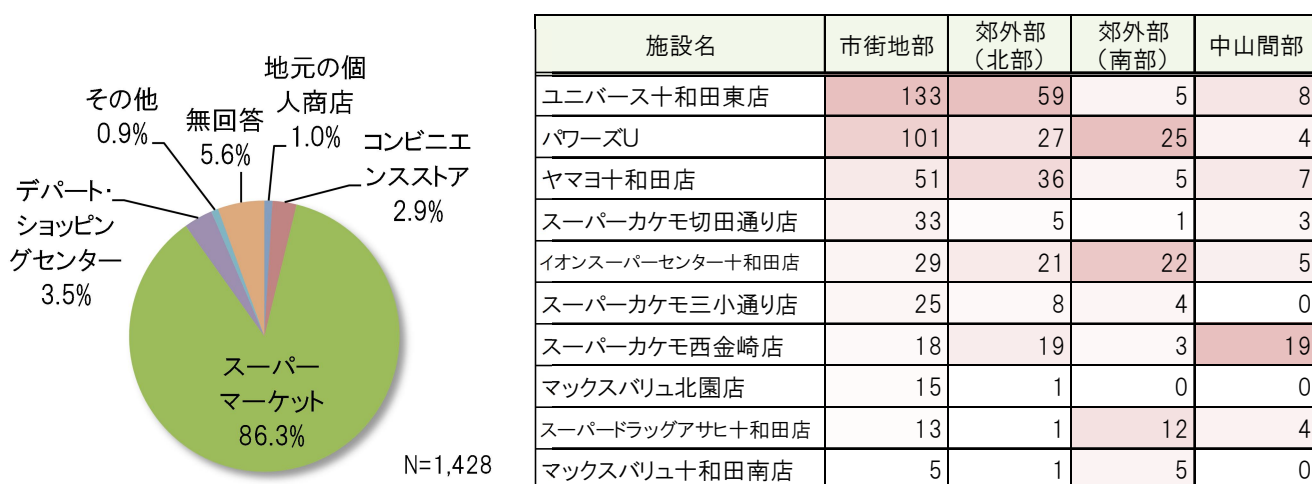 地元の個
人商店
1.0%
その他
0.9%
無回答
5.6%
コンビニエ
ンスストア
2.9%
デパート・
ショッピン
グセンター
3.5%
スーパー
マーケット
86.3%
N=1,428
施設名 市街地部 郊外部（北部） 郊外部（南部） 中山間部
ユニバース十和田東店 133 59 5 8
パワーズU 101 27 25 4
ヤマヨ十和田店 51 36 5 7
スーパーカケモ切田通り店 33 5 1 3
イオンスーパーセンター十和田店 29 21 22 5
スーパーカケモ三小通り店 25 8 4 0
スーパーカケモ西金崎店 18 19 3 19
マックスバリュ北園店 15 1 0 0
スーパードラッグアサヒ十和田店 13 1 12 4
マックスバリュ十和田南店 5 1 5 0